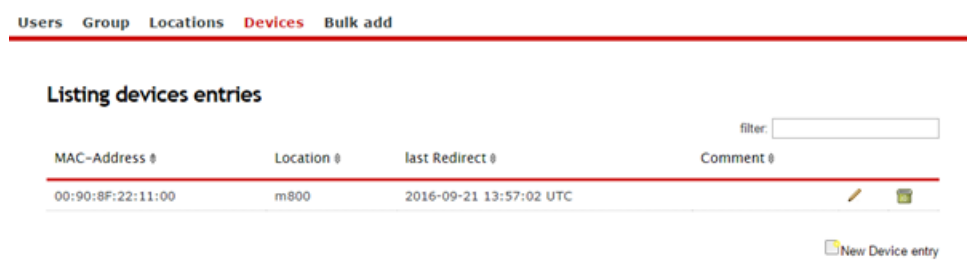 Users Group Locations Devices Bulk add
Listing devices entries
filter:
MAC-Address Location last Redirect Comment
00:90:8F:22:11:00 m800 2016-09-21 13:57:02 UTC
New Device entry